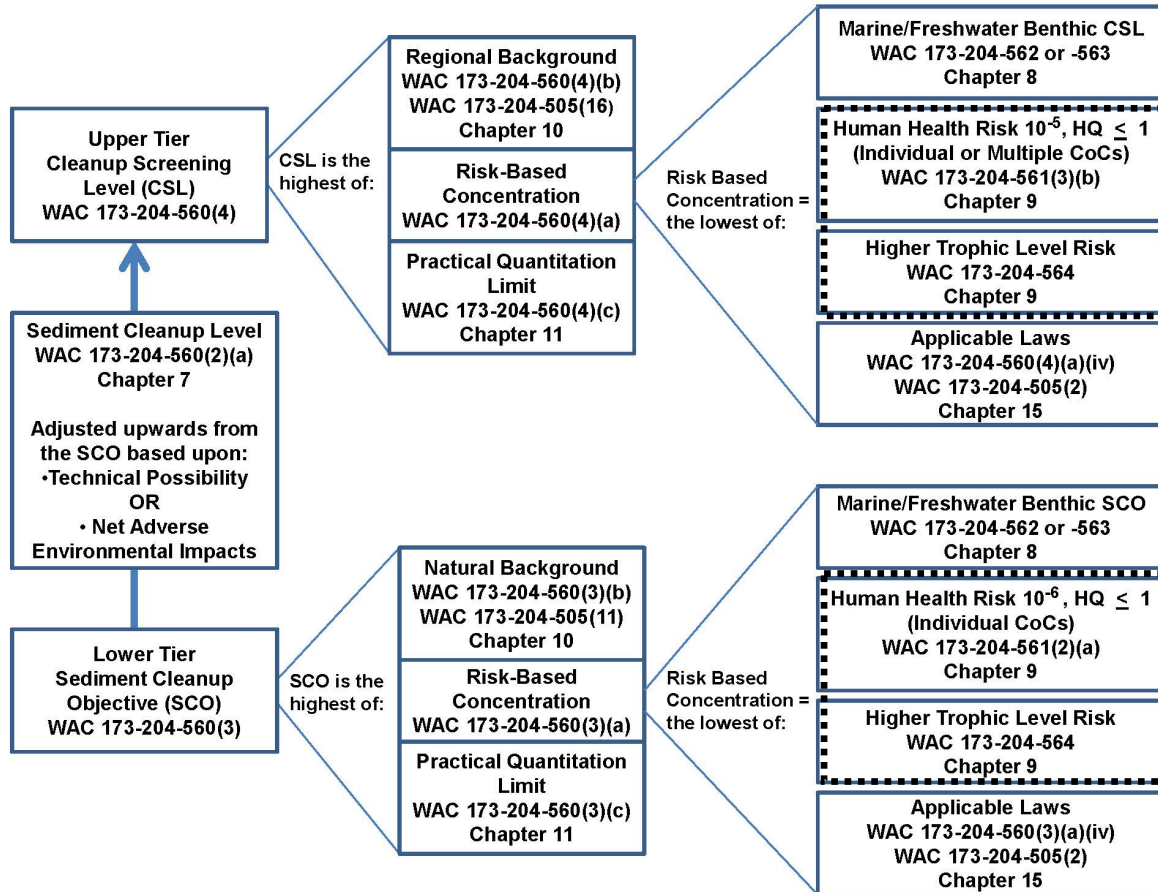 Upper Tier
Cleanup Screening
Level (CSL)
WAC 173-204-560(4)
CSL is the
highest of:
Regional Background
WAC 173-204-560(4)(b)
WAC 173-204-505(16)
Chapter 10
Risk-Based
Concentration
WAC 173-204-560(4)(a)
Practical Quantitation
Limit
WAC 173-204-560(4)(c)
Chapter 11
Risk Based
Concentration =
the lowest of:
Marine/Freshwater Benthic CSL
WAC 173-204-562 or -563
Chapter 8
Human Health Risk 10⁻⁵, HQ ≤ 1
(Individual or Multiple CoCs)
WAC 173-204-561(3)(b)
Chapter 9
Higher Trophic Level Risk
WAC 173-204-564
Chapter 9
Applicable Laws
WAC 173-204-560(4)(a)(iv)
WAC 173-204-505(2)
Chapter 15
Sediment Cleanup Level
WAC 173-204-560(2)(a)
Chapter 7
Adjusted upwards from
the SCO based upon:
•Technical Possibility
OR
• Net Adverse
Environmental Impacts
Lower Tier
Sediment Cleanup
Objective (SCO)
WAC 173-204-560(3)
SCO is the
highest of:
Natural Background
WAC 173-204-560(3)(b)
WAC 173-204-505(11)
Chapter 10
Risk-Based
Concentration
WAC 173-204-560(3)(a)
Practical Quantitation
Limit
WAC 173-204-560(3)(c)
Chapter 11
Risk Based
Concentration =
the lowest of:
Marine/Freshwater Benthic SCO
WAC 173-204-562 or -563
Chapter 8
Human Health Risk 10⁻⁶ , HQ ≤ 1
(Individual CoCs)
WAC 173-204-561(2)(a)
Chapter 9
Higher Trophic Level Risk
WAC 173-204-564
Chapter 9
Applicable Laws
WAC 173-204-560(3)(a)(iv)
WAC 173-204-505(2)
Chapter 15